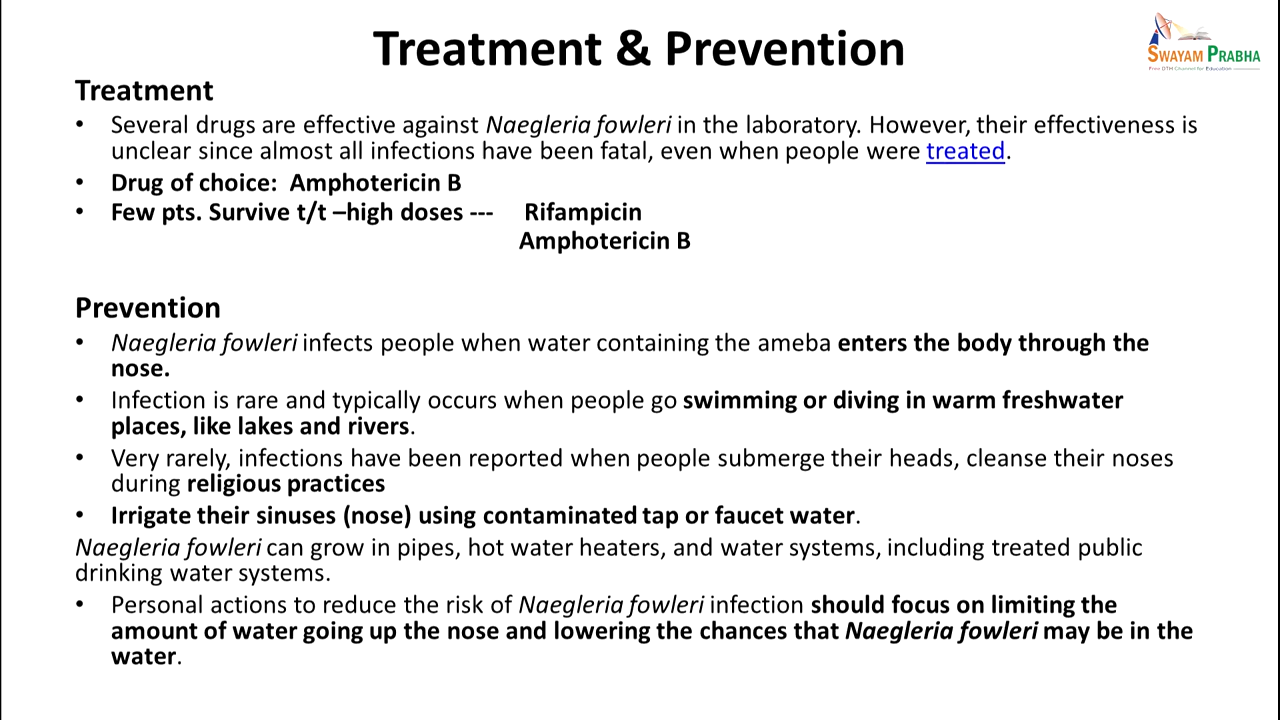 Treatment & Prevention
SWAYAM PRABHA
Free DTH Channel for Education
Treatment
• Several drugs are effective against Naegleria fowleri in the laboratory. However, their effectiveness is
unclear since almost all infections have been fatal, even when people were treated.
• Drug of choice: Amphotericin B
• Few pts. Survive t/t –high doses --- Rifampicin
Amphotericin B
Prevention
• Naegleria fowleri infects people when water containing the ameba enters the body through the
nose.
• Infection is rare and typically occurs when people go swimming or diving in warm freshwater
places, like lakes and rivers.
• Very rarely, infections have been reported when people submerge their heads, cleanse their noses
during religious practices
• Irrigate their sinuses (nose) using contaminated tap or faucet water.
Naegleria fowleri can grow in pipes, hot water heaters, and water systems, including treated public
drinking water systems.
• Personal actions to reduce the risk of Naegleria fowleri infection should focus on limiting the
amount of water going up the nose and lowering the chances that Naegleria fowleri may be in the
water.